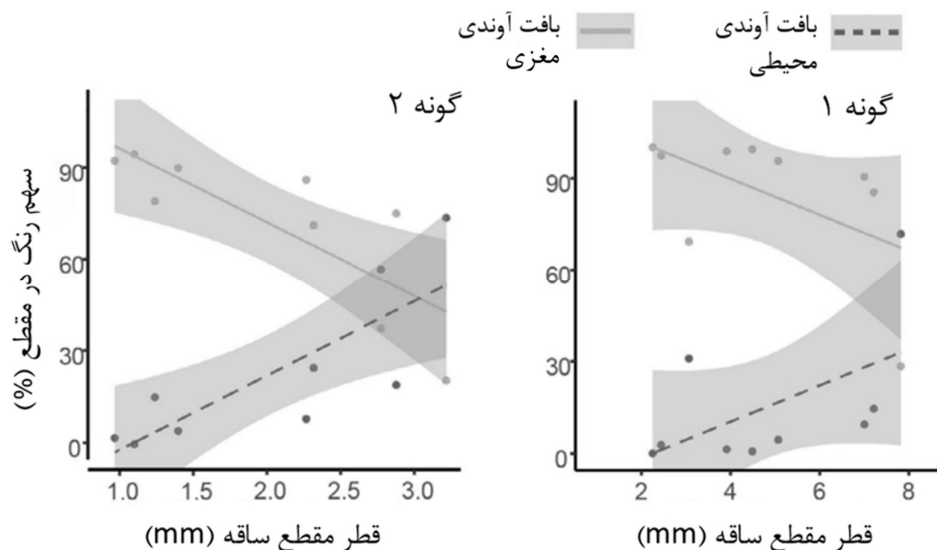 بافت آوندی
محیطی
بافت آوندی
مغزی
گونه ۱
گونه ۲
سهم رنگ در مقطع (%)
90
60
30
0
1.0 1.5 2.0 2.5 3.0
قطر مقطع ساقه (mm)
90
60
30
0
2 4 6 8
قطر مقطع ساقه (mm)